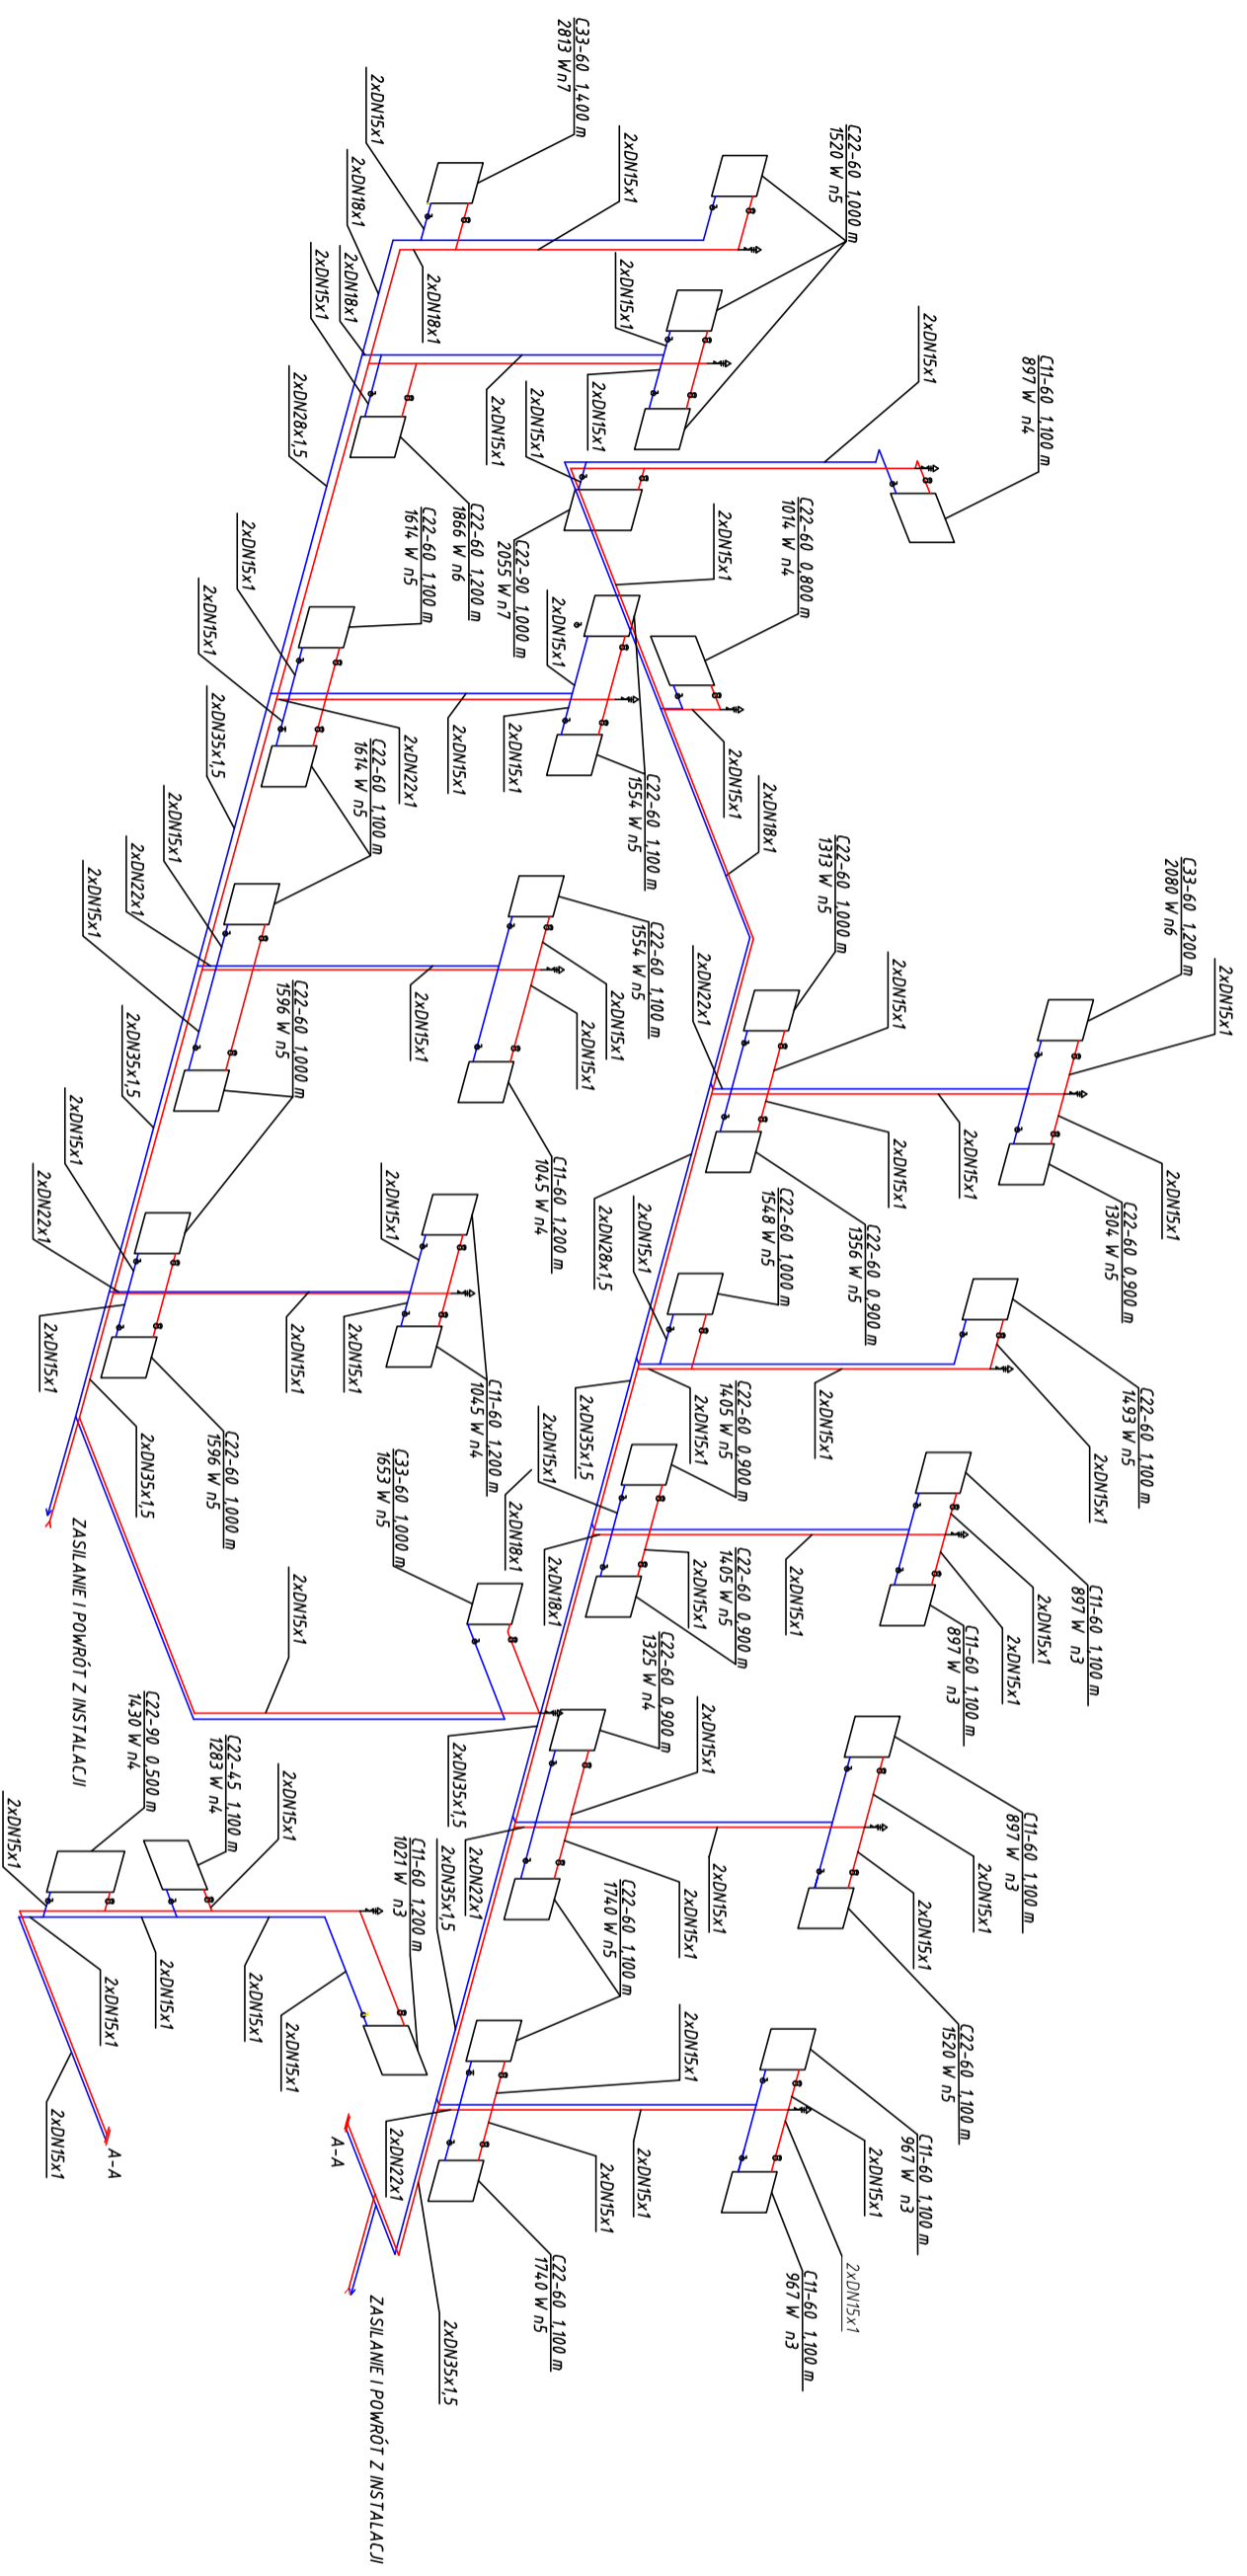 C33-60 1,400 m
2813 W n7
2xDN15x1
2xDN18x1
2xDN15x1
C22-60 1,000 m
1520 W n5
2xDN15x1
2xDN18x1
2xDN15x1
2xDN18x1
2xDN28x1,5
2xDN15x1
2xDN15x1
2xDN15x1
2xDN15x1
C11-60 1,100 m
897 W n4
C22-60 1,200 m
1866 W n6
C22-90 1,000 m
2055 W n7
2xDN15x1
C22-60 0,800 m
1014 W n4
C22-60 1,100 m
1614 W n5
2xDN15x1
2xDN15x1
2xDN15x1
2xDN15x1
2xDN15x1
2xDN22x1
2xDN35x1,5
C22-60 1,100 m
1614 W n5
C22-60 1,100 m
1554 W n5
2xDN15x1
2xDN18x1
2xDN15x1
2xDN22x1
2xDN15x1
C22-60 1,000 m
1313 W n5
C33-60 1,200 m
2080 W n6
2xDN15x1
C22-60 1,100 m
1554 W n5
2xDN15x1
2xDN15x1
2xDN15x1
2xDN22x1
2xDN15x1
C22-60 1,000 m
1596 W n5
2xDN35x1,5
2xDN15x1
2xDN22x1
2xDN15x1
C11-60 1,200 m
1045 W n4
2xDN15x1
2xDN15x1
2xDN15x1
C22-60 0,900 m
1304 W n5
C22-60 1,000 m
1548 W n5
C22-60 0,900 m
1356 W n5
2xDN28x1,5
2xDN15x1
2xDN15x1
2xDN15x1
2xDN15x1
C11-60 1,200 m
1045 W n4
2xDN35x1,5
C22-60 1,000 m
1596 W n5
ZASILANIE I POWRÓT Z INSTALACJI
C33-60 1,000 m
1653 W n5
2xDN18x1
2xDN15x1
2xDN35x1,5
2xDN15x1
2xDN15x1
C22-60 1,100 m
1493 W n5
2xDN15x1
C22-60 0,900 m
1405 W n5
C22-60 0,900 m
1405 W n5
2xDN18x1
2xDN15x1
2xDN15x1
C11-60 1,100 m
897 W n3
2xDN15x1
2xDN15x1
C11-60 1,100 m
897 W n3
2xDN15x1
C22-60 0,900 m
1325 W n4
2xDN15x1
2xDN35x1,5
2xDN22x1
2xDN15x1
2xDN15x1
C11-60 1,100 m
897 W n3
2xDN15x1
2xDN15x1
C22-60 1,100 m
1520 W n5
C22-60 1,100 m
1740 W n5
2xDN35x1,5
C22-90 0,500 m
1430 W n4
C22-45 1,100 m
1283 W n4
2xDN15x1
2xDN15x1
C11-60 1,200 m
1021 W n3
2xDN15x1
2xDN15x1
2xDN15x1
2xDN15x1
2xDN15x1
A-A
A-A
2xDN15x1
2xDN22x1
2xDN15x1
2xDN15x1
2xDN15x1
C11-60 1,100 m
967 W n3
2xDN15x1
C11-60 1,100 m
967 W n3
C22-60 1,100 m
1740 W n5
2xDN35x1,5
ZASILANIE I POWRÓT Z INSTALACJI